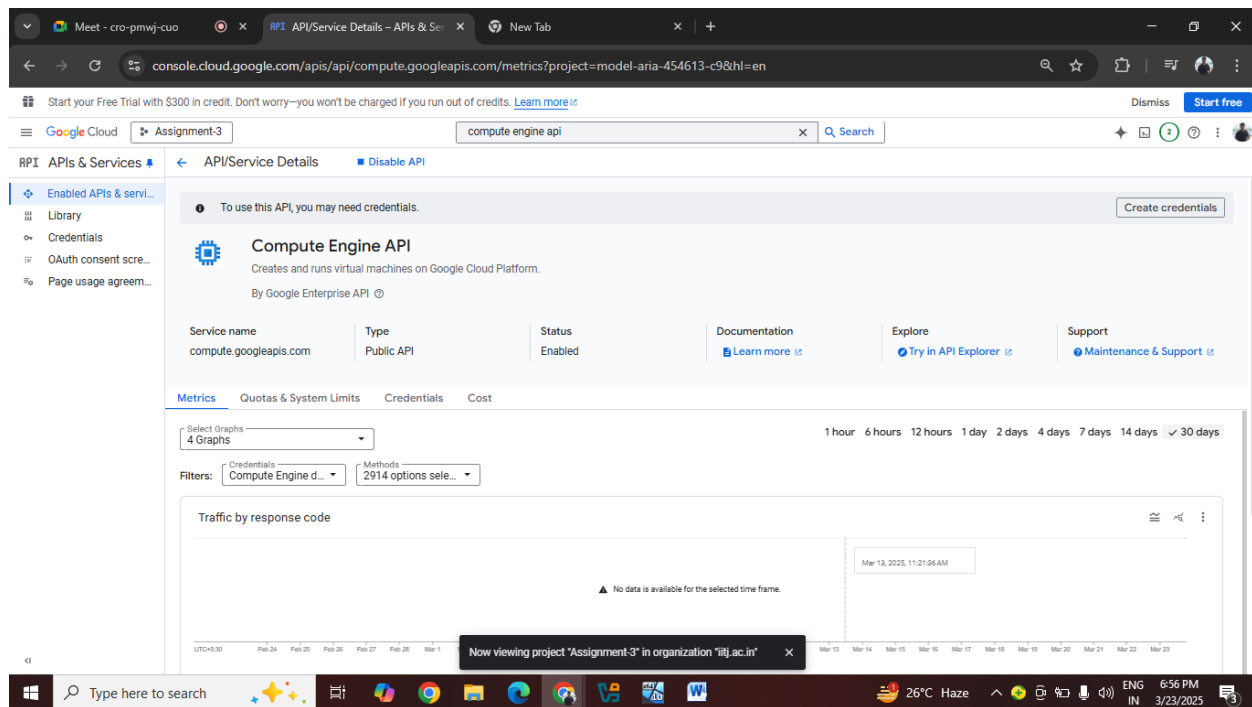 Meet - cro-pmwj-cuo
API API/Service Details – APIs & Ser
New Tab
console.cloud.google.com/apis/api/compute.googleapis.com/metrics?project=model-aria-454613-c9&hl=en
Start your Free Trial with $300 in credit. Don't worry—you won't be charged if you run out of credits. Learn more
Dismiss
Start free
Google Cloud
Assignment-3
compute engine api
Search
2
API APIs & Services
API/Service Details
Disable API
Enabled APIs & servi...
Library
Credentials
OAuth consent scre...
Page usage agreem...
To use this API, you may need credentials.
Create credentials
Compute Engine API
Creates and runs virtual machines on Google Cloud Platform.
By Google Enterprise API
Service name
Type
Status
Documentation
Explore
Support
compute.googleapis.com
Public API
Enabled
Learn more
Try in API Explorer
Maintenance & Support
Metrics
Quotas & System Limits
Credentials
Cost
Select Graphs
4 Graphs
1 hour 6 hours 12 hours 1 day 2 days 4 days 7 days 14 days 30 days
Filters:
Credentials
Compute Engine d...
Methods
2914 options sele...
Traffic by response code
Mar 13, 2025, 11:21:36 AM
No data is available for the selected time frame.
UTC+5:30 Feb 24 Feb 25 Feb 26 Feb 27 Feb 28 Mar 1 Mar 13 Mar 14 Mar 15 Mar 16 Mar 17 Mar 18 Mar 19 Mar 20 Mar 21 Mar 22 Mar 23
Now viewing project "Assignment-3" in organization "iitj.ac.in"
Type here to search
26°C Haze
ENG
IN
6:56 PM
3/23/2025
3